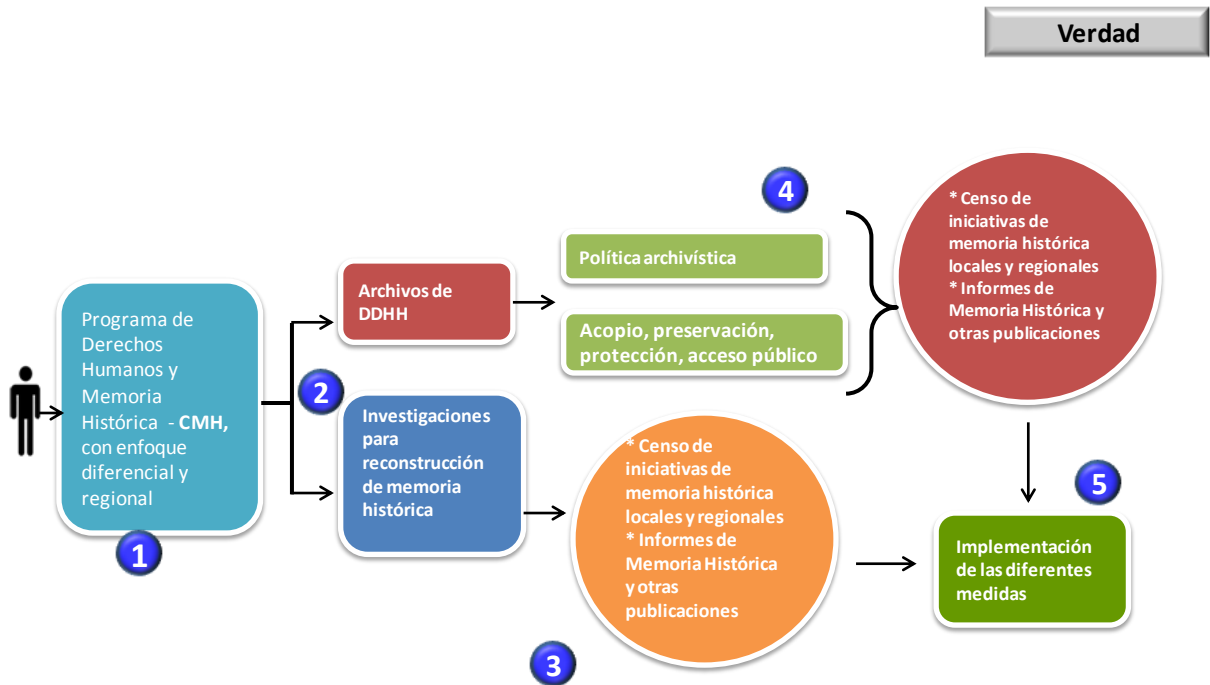 Verdad
Programa de
Derechos
Humanos y
Memoria
Histórica - CMH,
con enfoque
diferencial y
regional
1
2
Archivos de
DDHH
Investigaciones
para
reconstrucción
de memoria
histórica
4
Política archivística
Acopio, preservación,
protección, acceso público
* Censo de
iniciativas de
memoria histórica
locales y regionales
* Informes de
Memoria Histórica y
otras publicaciones
* Censo de
iniciativas de
memoria histórica
locales y regionales
* Informes de
Memoria Histórica
y otras
publicaciones
3
5
Implementación
de las diferentes
medidas